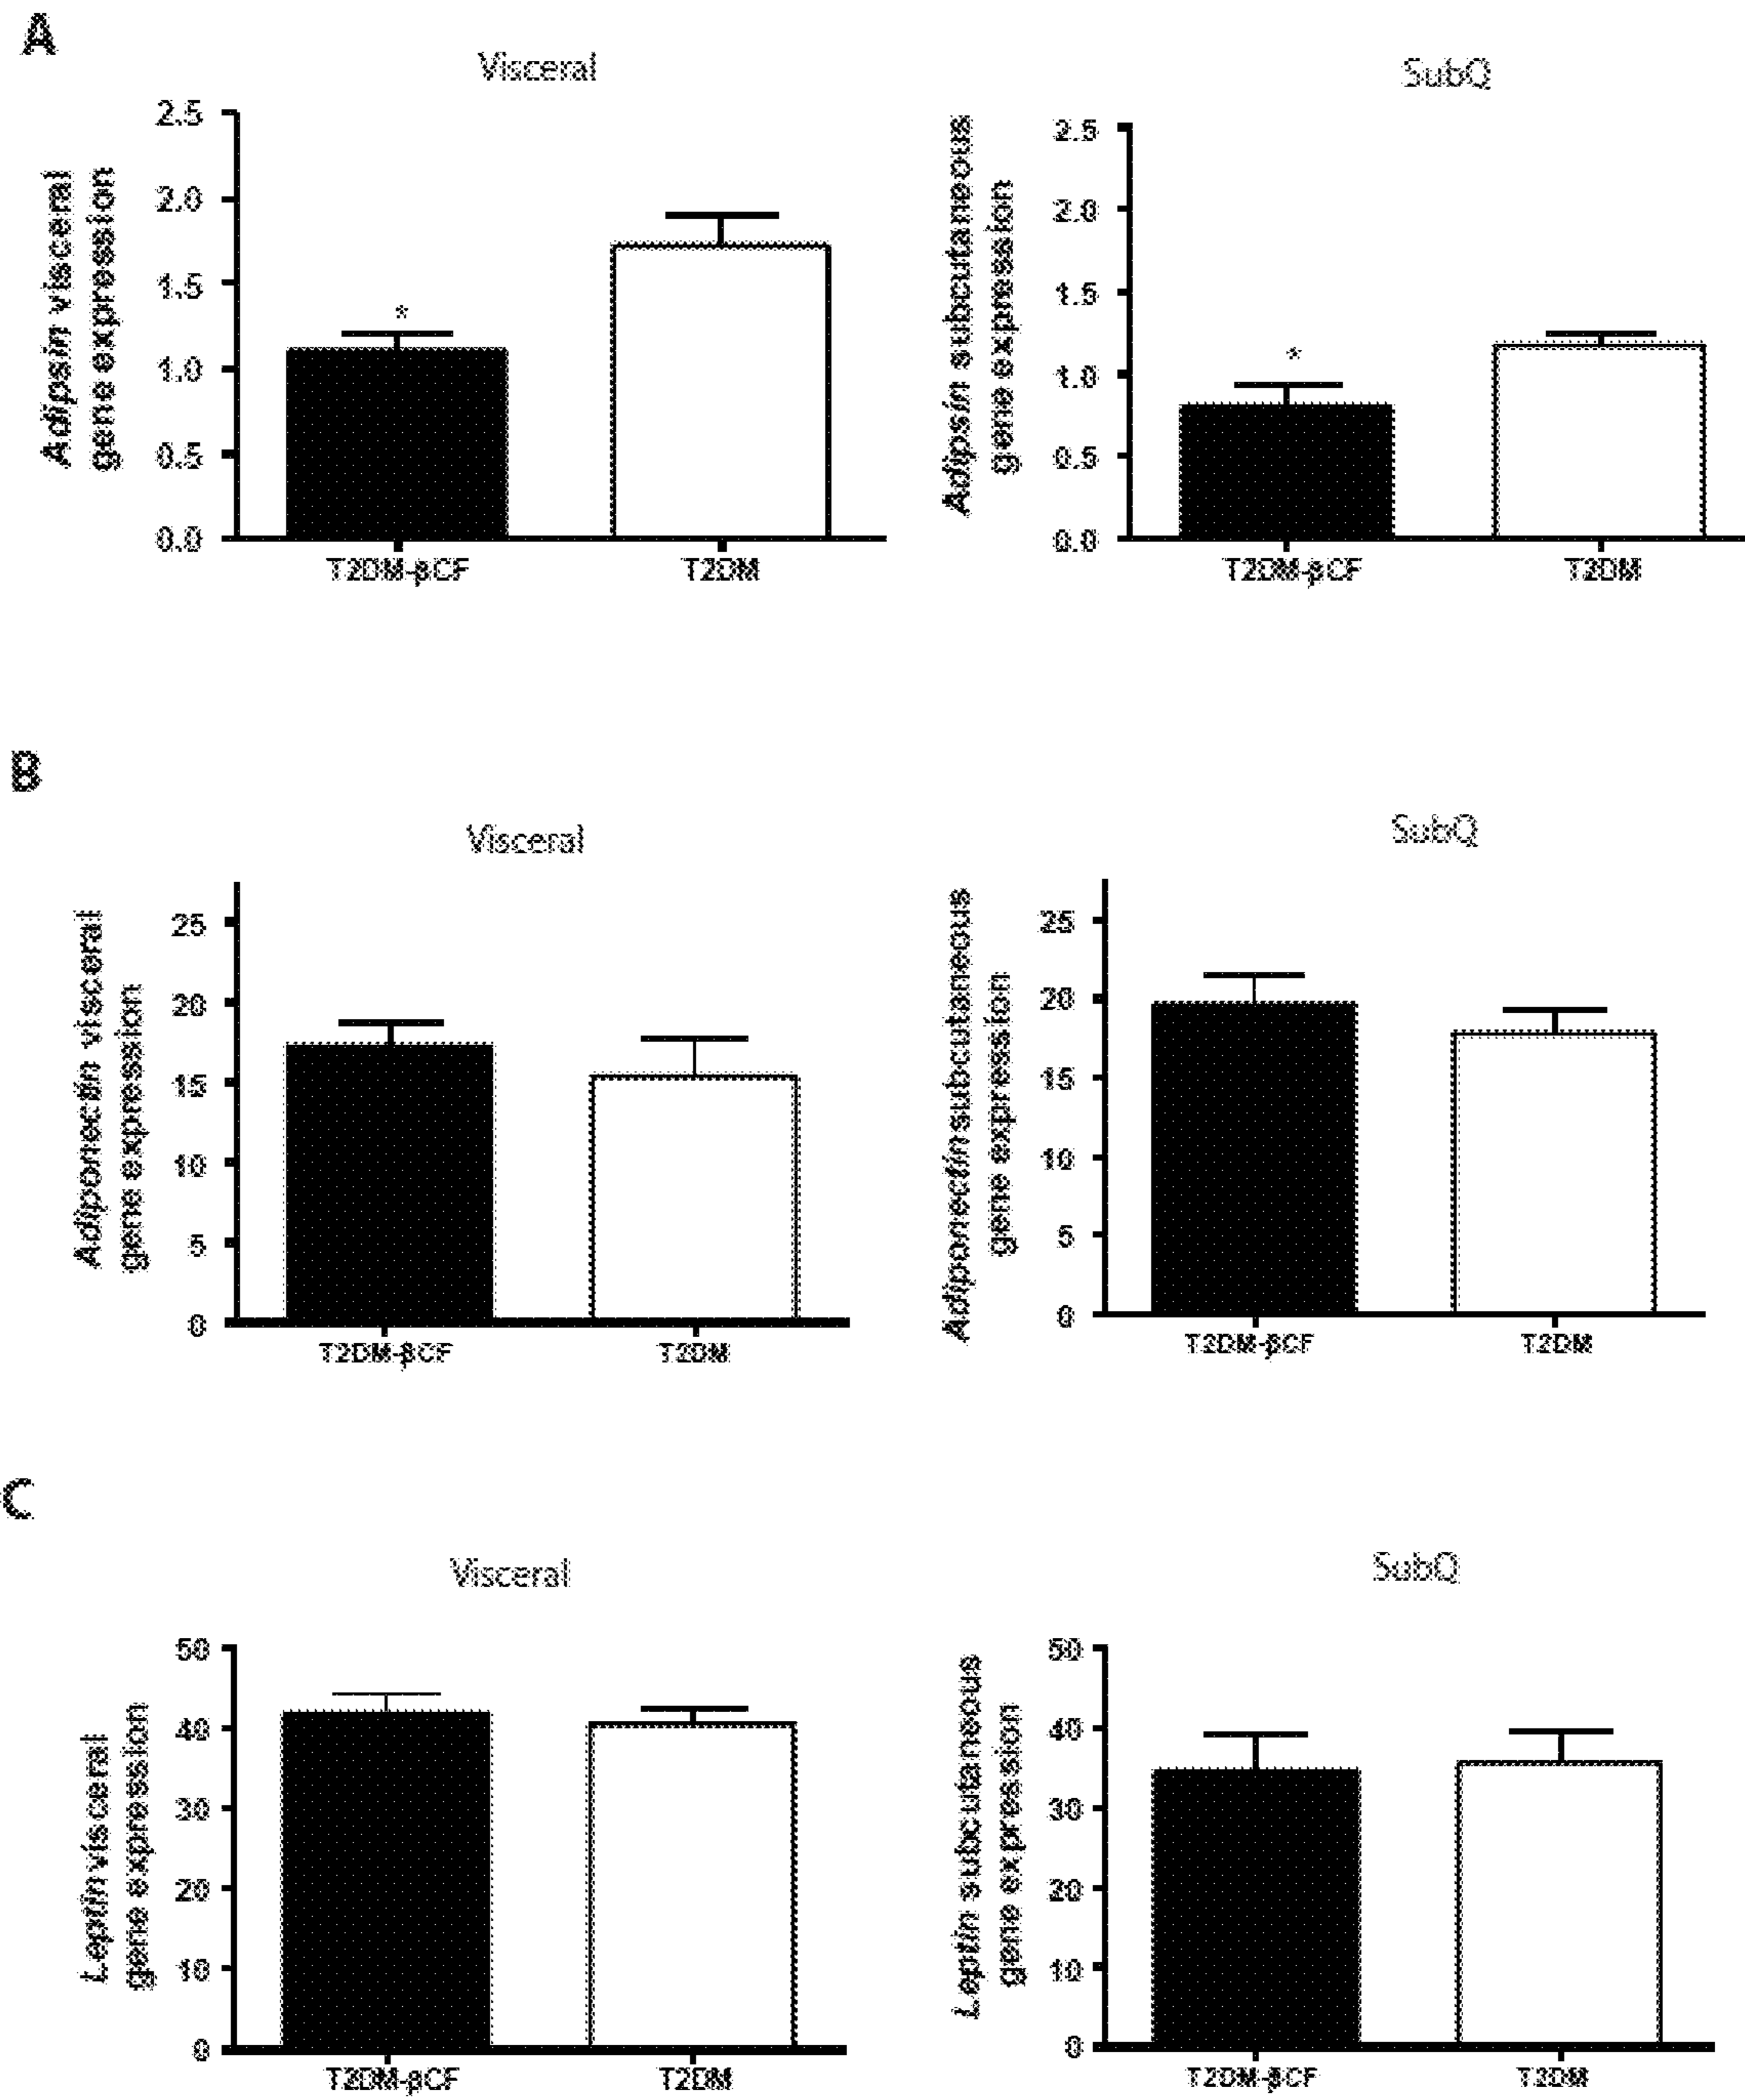 A
Visceral
Adipsin visceral
gene expression
2.5
2.0
1.5
1.0
0.5
0.0
*
T2DM-βCF
T2DM
SubQ
Adipsin subcutaneous
gene expression
2.5
2.0
1.5
1.0
0.5
0.0
*
T2DM-βCF
T2DM
B
Visceral
Adiponectin visceral
gene expression
25
20
15
10
5
0
T2DM-βCF
T2DM
SubQ
Adiponectin subcutaneous
gene expression
25
20
15
10
5
0
T2DM-βCF
T2DM
C
Visceral
Leptin visceral
gene expression
50
40
30
20
10
0
T2DM-βCF
T2DM
SubQ
Leptin subcutaneous
gene expression
50
40
30
20
10
0
T2DM-βCF
T2DM